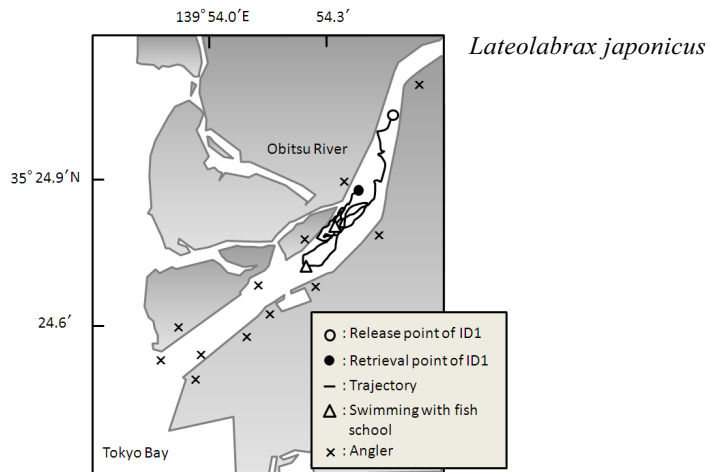 139°54.0′E 54.3′
Lateolabrax japonicus
Obitsu River
35°24.9′N
24.6′
O : Release point of ID1
● : Retrieval point of ID1
– : Trajectory
△ : Swimming with fish
school
× : Angler
Tokyo Bay